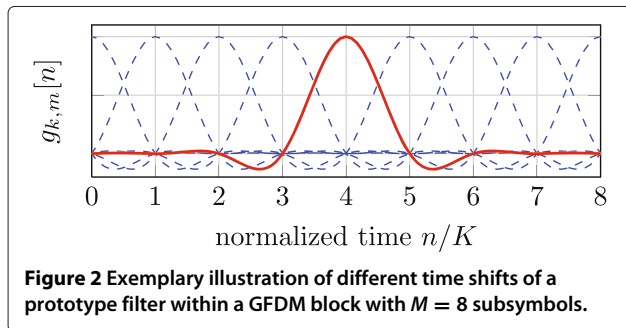 g_{k,m}[n]
0 1 2 3 4 5 6 7 8
normalized time n/K
Figure 2 Exemplary illustration of different time shifts of a
prototype filter within a GFDM block with M = 8 subsymbols.